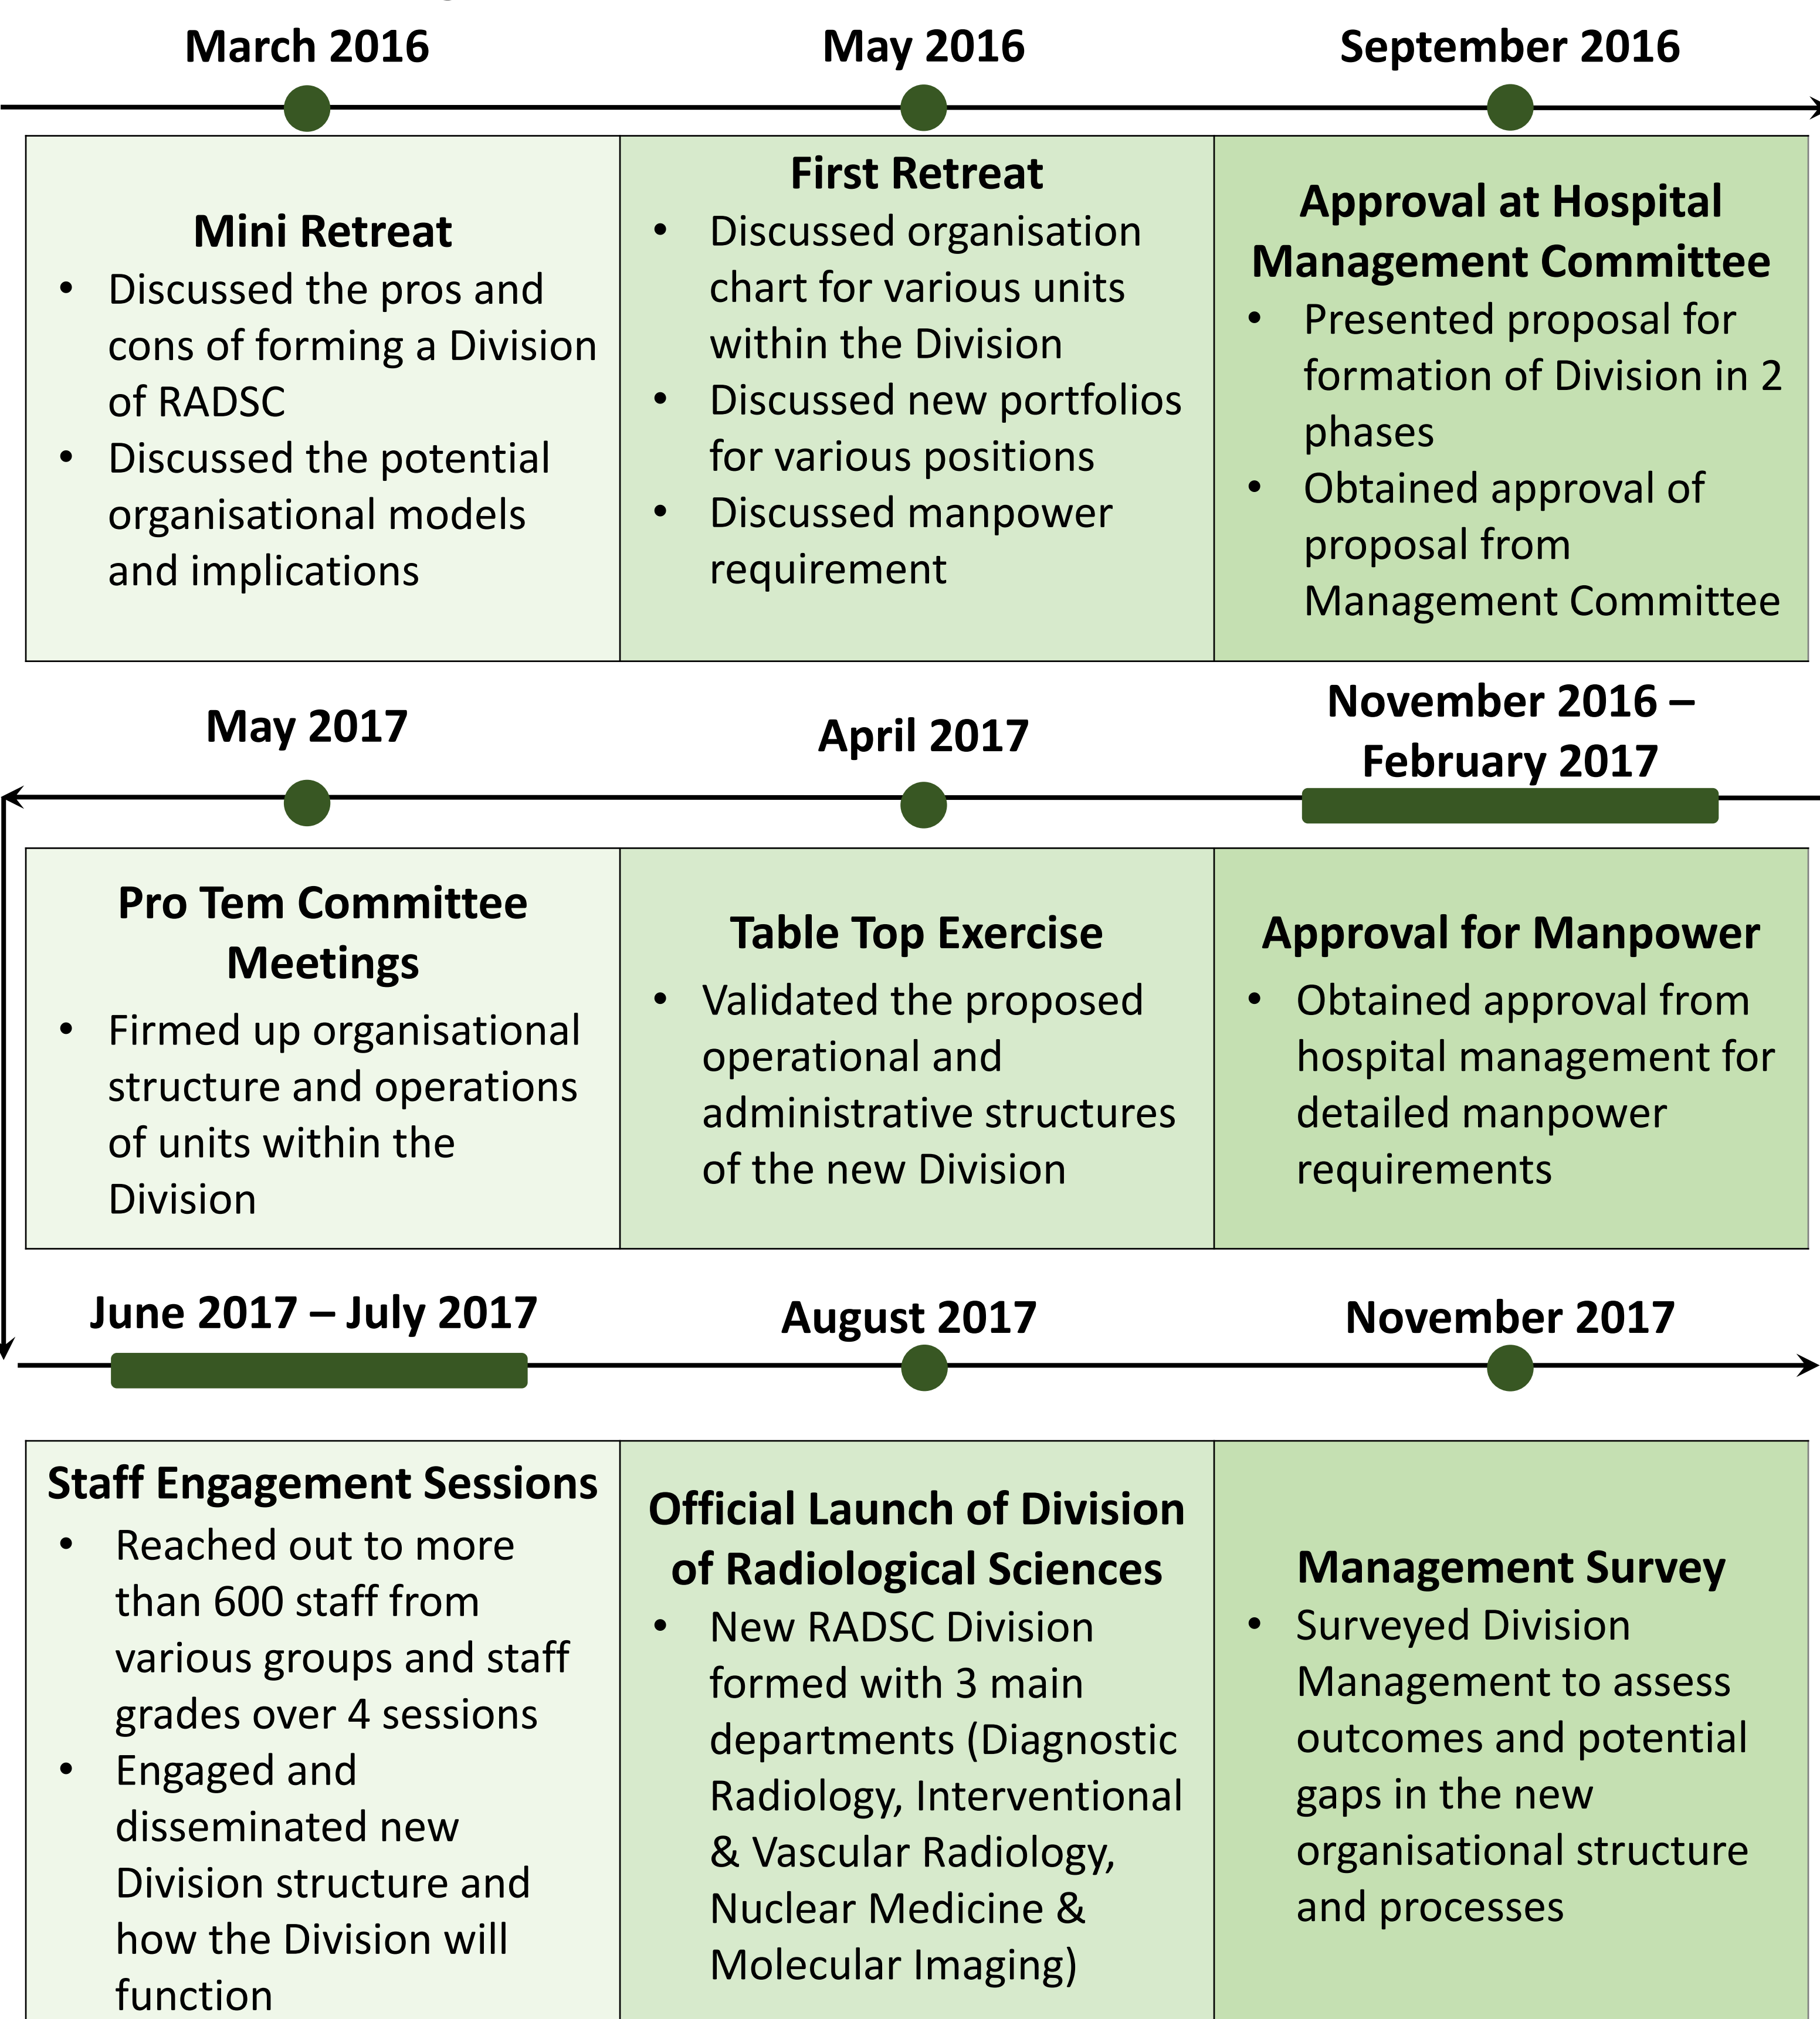 March 2016
May 2016
September 2016
Mini Retreat
• Discussed the pros and
cons of forming a Division
of RADSC
• Discussed the potential
organisational models
and implications
First Retreat
• Discussed organisation
chart for various units
within the Division
• Discussed new portfolios
for various positions
• Discussed manpower
requirement
Approval at Hospital
Management Committee
• Presented proposal for
formation of Division in 2
phases
• Obtained approval of
proposal from
Management Committee
November 2016 –
February 2017
April 2017
May 2017
Approval for Manpower
• Obtained approval from
hospital management for
detailed manpower
requirements
Table Top Exercise
• Validated the proposed
operational and
administrative structures
of the new Division
Pro Tem Committee
Meetings
• Firmed up organisational
structure and operations
of units within the
Division
June 2017 – July 2017
August 2017
November 2017
Staff Engagement Sessions
• Reached out to more
than 600 staff from
various groups and staff
grades over 4 sessions
• Engaged and
disseminated new
Division structure and
how the Division will
function
Official Launch of Division
of Radiological Sciences
• New RADSC Division
formed with 3 main
departments (Diagnostic
Radiology, Interventional
& Vascular Radiology,
Nuclear Medicine &
Molecular Imaging)
Management Survey
• Surveyed Division
Management to assess
outcomes and potential
gaps in the new
organisational structure
and processes